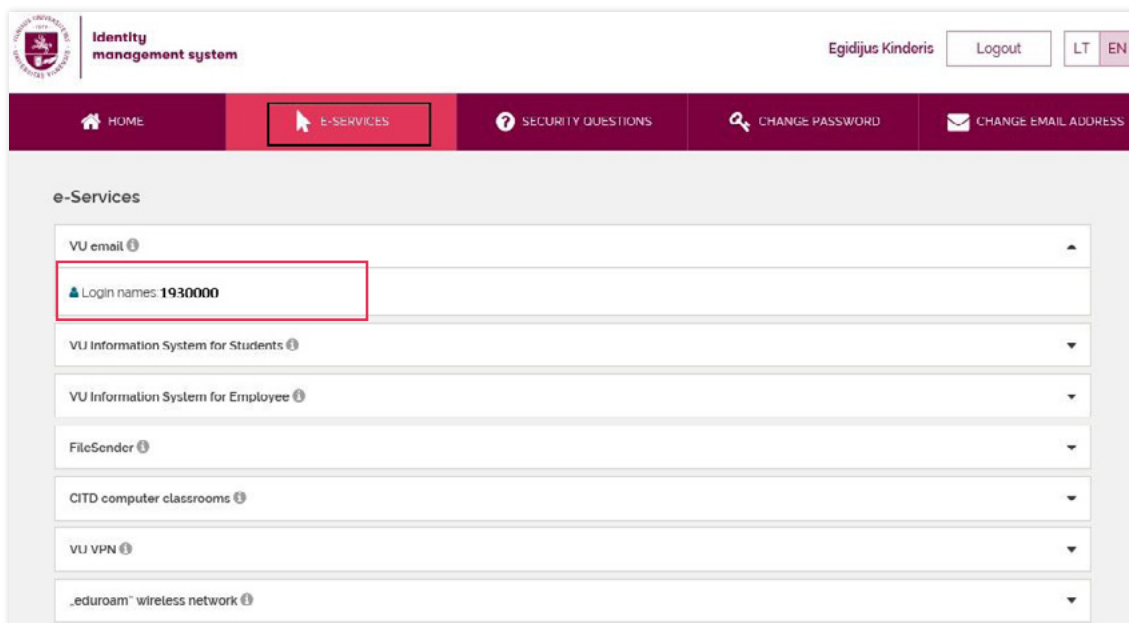 Identity
management system
Egidijus Kinderis
Logout
LT EN
HOME
E-SERVICES
SECURITY QUESTIONS
CHANGE PASSWORD
CHANGE EMAIL ADDRESS
e-Services
VU email
Login names: 1930000
VU Information System for Students
VU Information System for Employee
FileSender
CITD computer classrooms
VU VPN
„eduroam“ wireless network